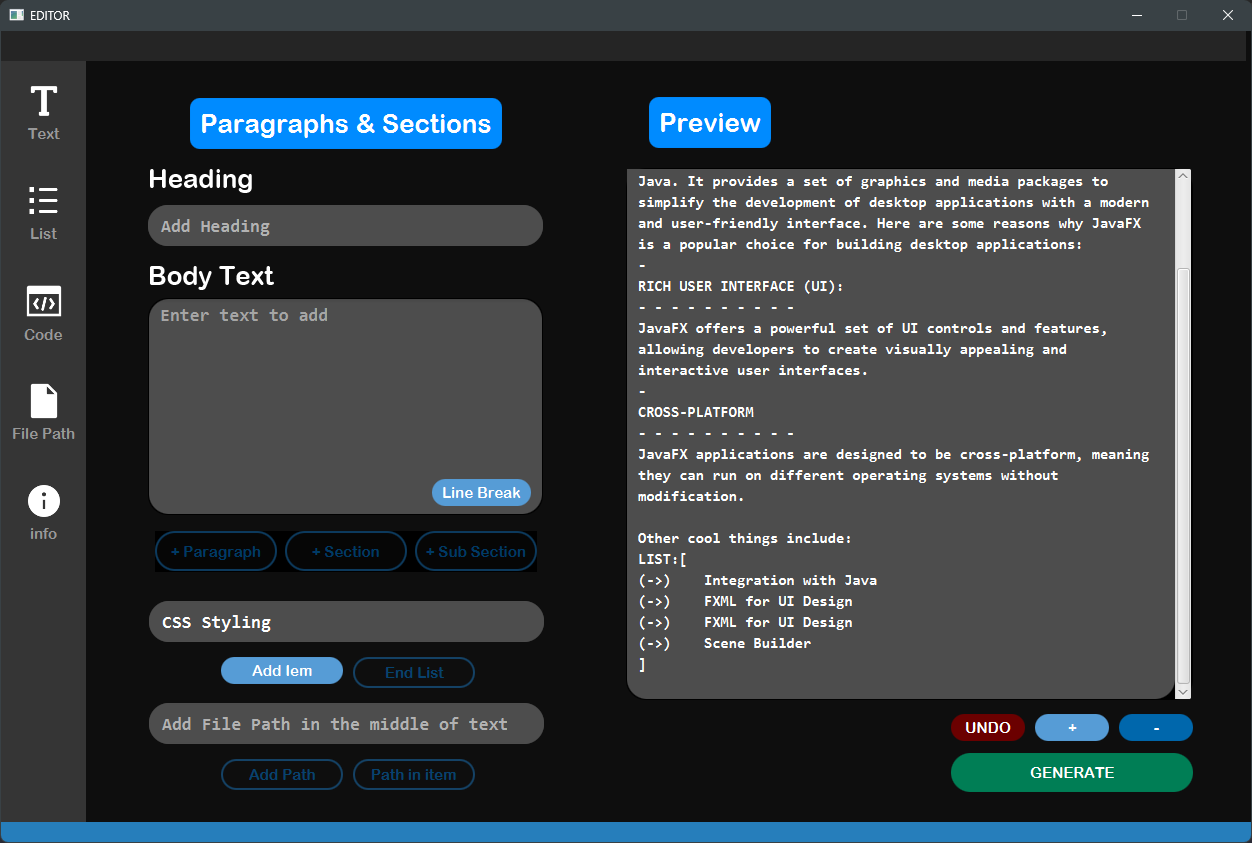 EDITOR
Text
List
Code
File Path
info
Paragraphs & Sections
Heading
Add Heading
Body Text
Enter text to add
Line Break
+ Paragraph
+ Section
+ Sub Section
CSS Styling
Add Iem
End List
Add File Path in the middle of text
Add Path
Path in item
Preview
Java. It provides a set of graphics and media packages to
simplify the development of desktop applications with a modern
and user-friendly interface. Here are some reasons why JavaFX
is a popular choice for building desktop applications:
-
RICH USER INTERFACE (UI):
- - - - - - - - - -
JavaFX offers a powerful set of UI controls and features,
allowing developers to create visually appealing and
interactive user interfaces.
-
CROSS-PLATFORM
- - - - - - - - - -
JavaFX applications are designed to be cross-platform, meaning
they can run on different operating systems without
modification.
Other cool things include:
LIST:[
(->) Integration with Java
(->) FXML for UI Design
(->) FXML for UI Design
(->) Scene Builder
]
UNDO
+
-
GENERATE